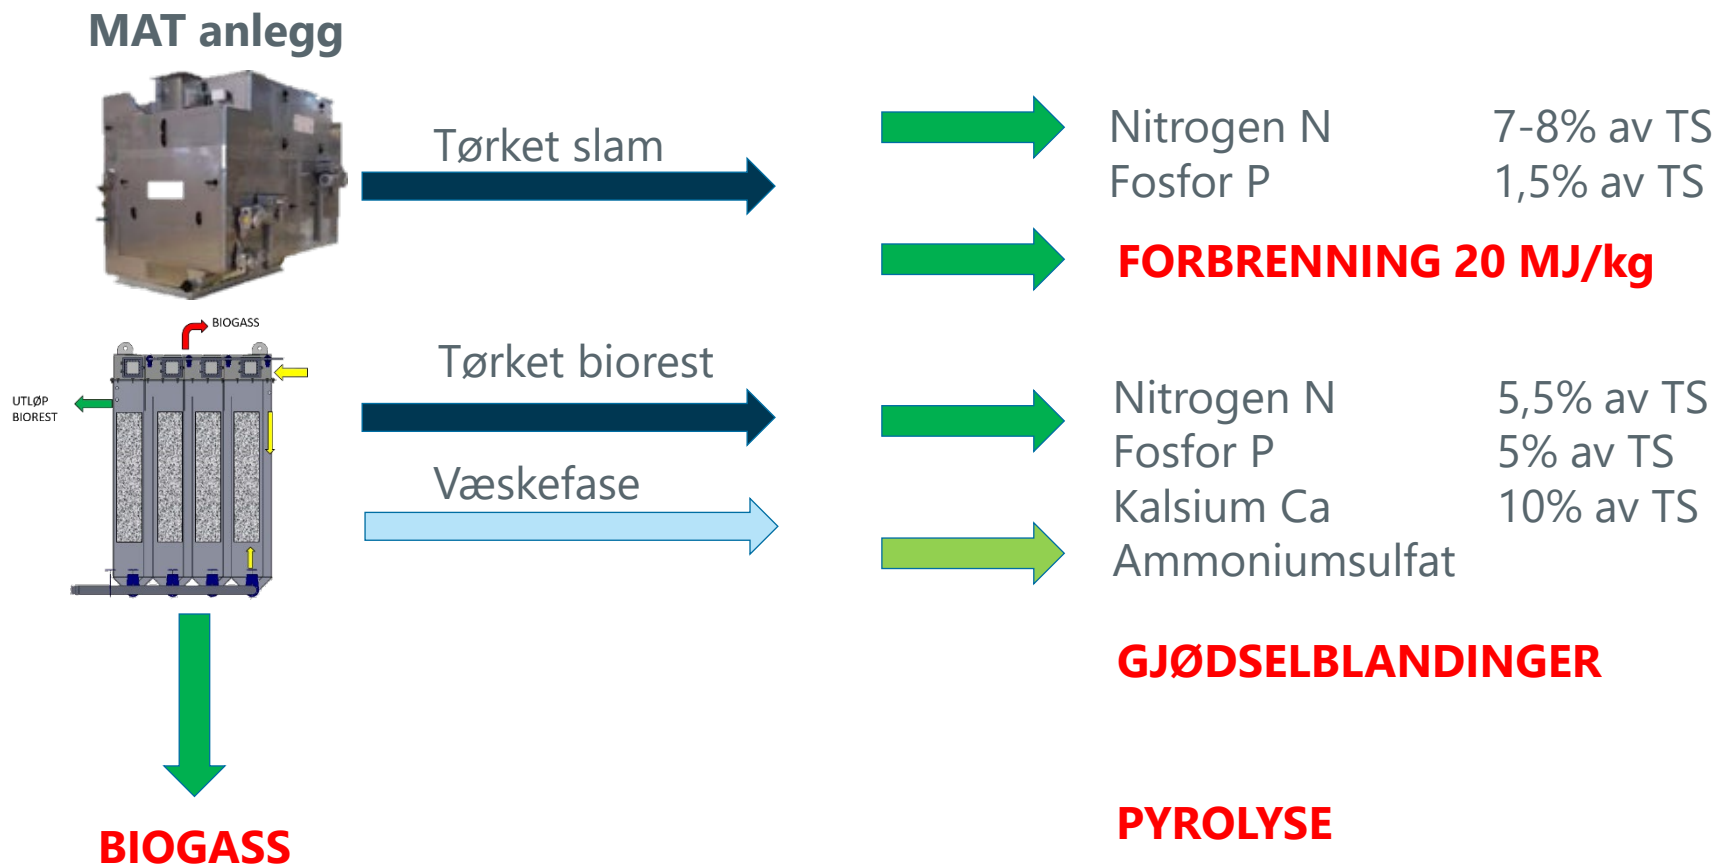 MAT anlegg
Tørket slam
Nitrogen N 7-8% av TS
Fosfor P 1,5% av TS
FORBRENNING 20 MJ/kg
BIOGASS
UTLØP
BIOREST
Tørket biorest
Væskefase
Nitrogen N 5,5% av TS
Fosfor P 5% av TS
Kalsium Ca 10% av TS
Ammoniumsulfat
GJØDSELBLANDINGER
PYROLYSE
BIOGASS